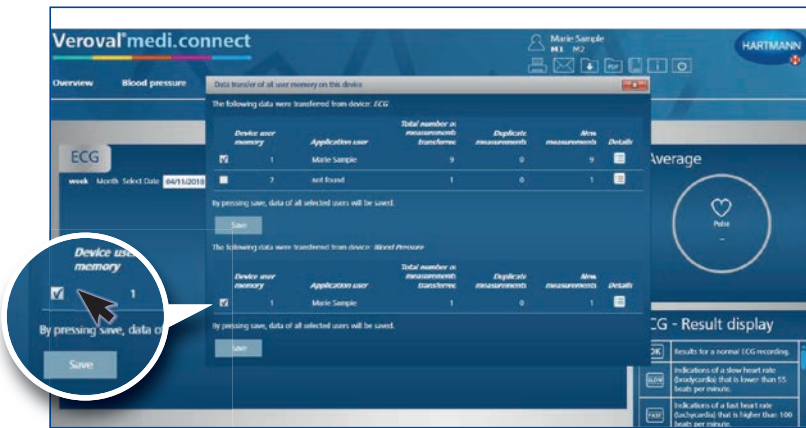 Veroval®medi.connect
Marie Sample
M1 M2
HARTMANN
Overview
Blood pressure
Data transfer of all user memory on this device
The following data were transferred from device: ECG
Device user memory
Application user
Total number of measurements transferred
Duplicate measurements
New measurements
Details
1 Marie Sample 9 0 9
2 not found 1 0 1
By pressing save, data of all selected users will be saved.
Save
The following data were transferred from device: Blood Pressure
Device user memory
Application user
Total number of measurements transferred
Duplicate measurements
New measurements
Details
1 Marie Sample 1 0 1
By pressing save, data of all selected users will be saved.
Save
ECG
week Month Select Date 04/11/2018
Device user
memory
1
By pressing save, data of
Save
Average
Pulse
-
ECG - Result display
OK
Results for a normal ECG recording.
SLOW
Indications of a slow heart rate
(bradycardia) that is lower than 55
beats per minute.
FAST
Indications of a fast heart rate
(tachycardia) that is higher than 100
beats per minute.